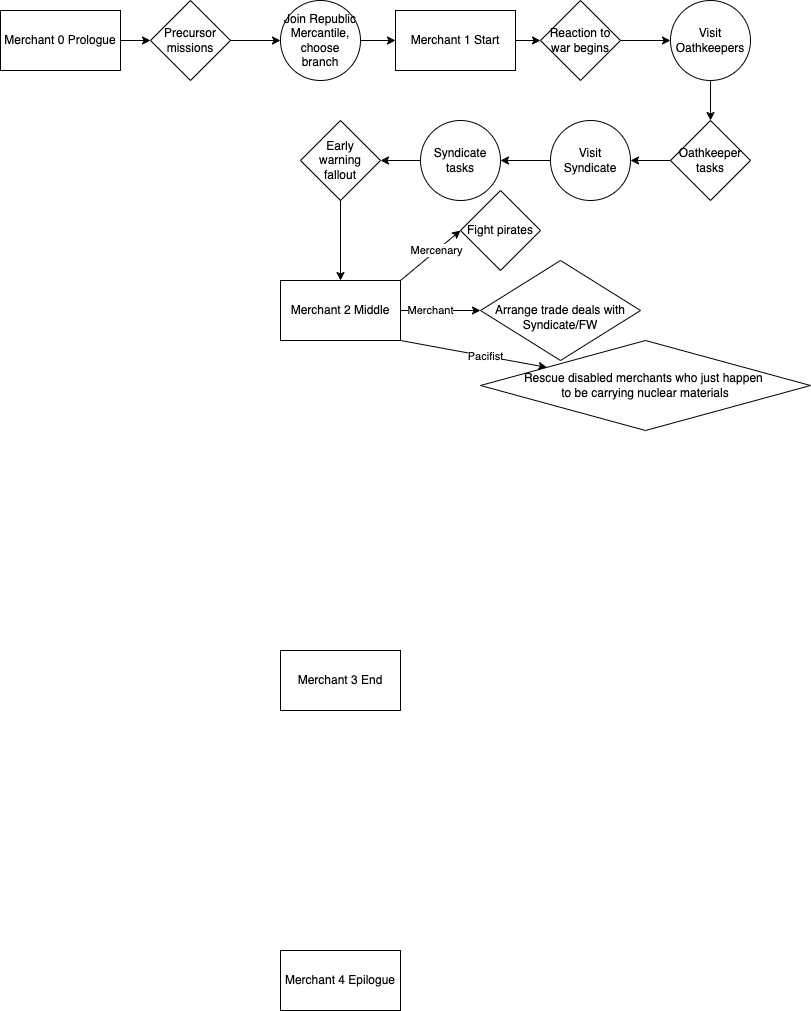 Merchant 0 Prologue
Precursor
missions
Join Republic
Mercantile,
choose
branch
Merchant 1 Start
Reaction to
war begins
Visit
Oathkeepers
Early
warning
fallout
Syndicate
tasks
Visit
Syndicate
Oathkeeper
tasks
Mercenary
Fight pirates
Merchant 2 Middle
Merchant
Arrange trade deals with
Syndicate/FW
Pacifist
Rescue disabled merchants who just happen
to be carrying nuclear materials
Merchant 3 End
Merchant 4 Epilogue